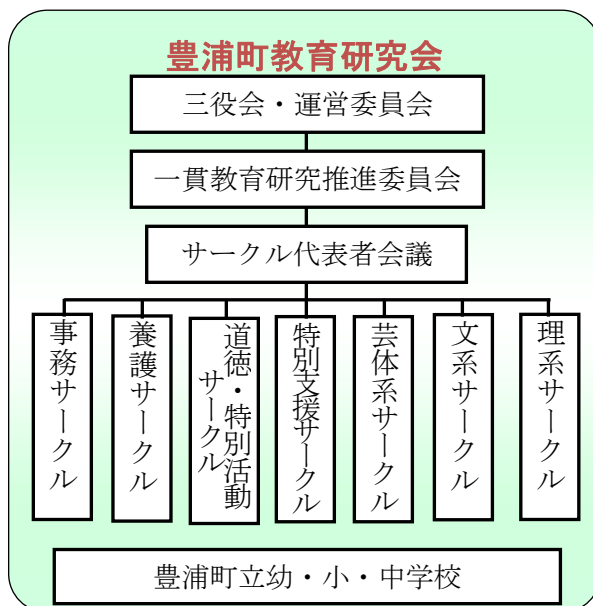 豊浦町教育研究会
三役会・運営委員会
一貫教育研究推進委員会
サークル代表者会議
事務サークル
養護サークル
道徳・特別活動
サークル
特別支援サークル
芸体系サークル
文系サークル
理系サークル
豊浦町立幼・小・中学校